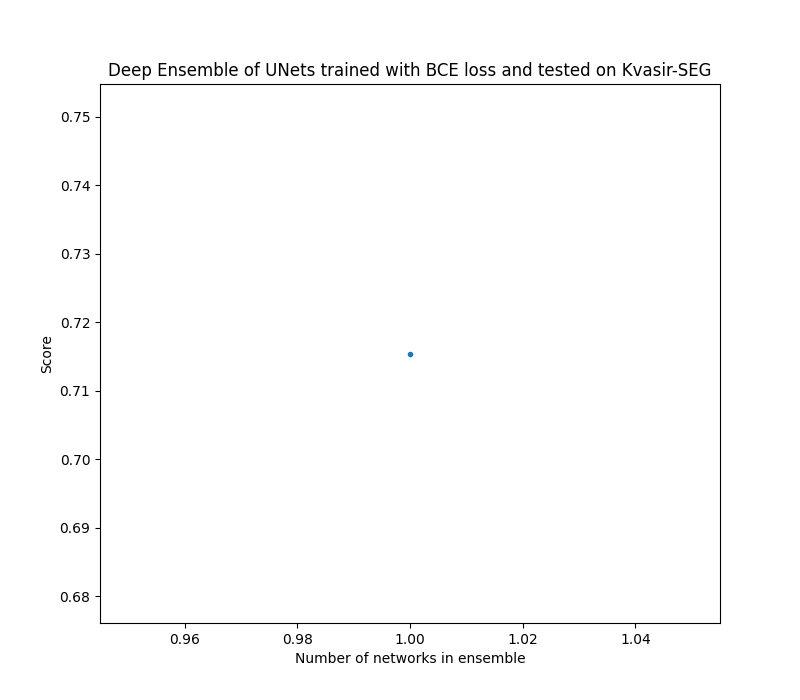 Deep Ensemble of UNets trained with BCE loss and tested on Kvasir-SEG
0.75
0.74
0.73
0.72
0.71
0.70
0.69
0.68
Score
0.96 0.98 1.00 1.02 1.04
Number of networks in ensemble